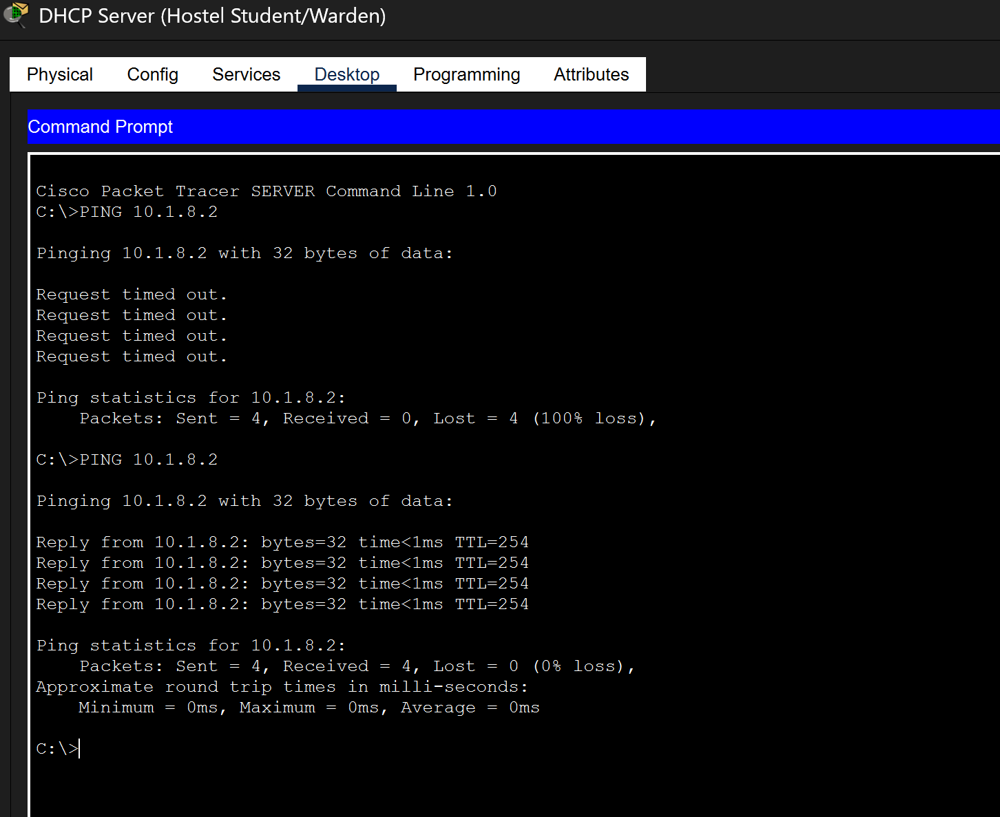 DHCP Server (Hostel Student/Warden)
Physical Config Services Desktop Programming Attributes
Command Prompt
Cisco Packet Tracer SERVER Command Line 1.0
C:\>PING 10.1.8.2
Pinging 10.1.8.2 with 32 bytes of data:
Request timed out.
Request timed out.
Request timed out.
Request timed out.
Ping statistics for 10.1.8.2:
    Packets: Sent = 4, Received = 0, Lost = 4 (100% loss),
C:\>PING 10.1.8.2
Pinging 10.1.8.2 with 32 bytes of data:
Reply from 10.1.8.2: bytes=32 time<1ms TTL=254
Reply from 10.1.8.2: bytes=32 time<1ms TTL=254
Reply from 10.1.8.2: bytes=32 time<1ms TTL=254
Reply from 10.1.8.2: bytes=32 time<1ms TTL=254
Ping statistics for 10.1.8.2:
    Packets: Sent = 4, Received = 4, Lost = 0 (0% loss),
Approximate round trip times in milli-seconds:
    Minimum = 0ms, Maximum = 0ms, Average = 0ms
C:\>